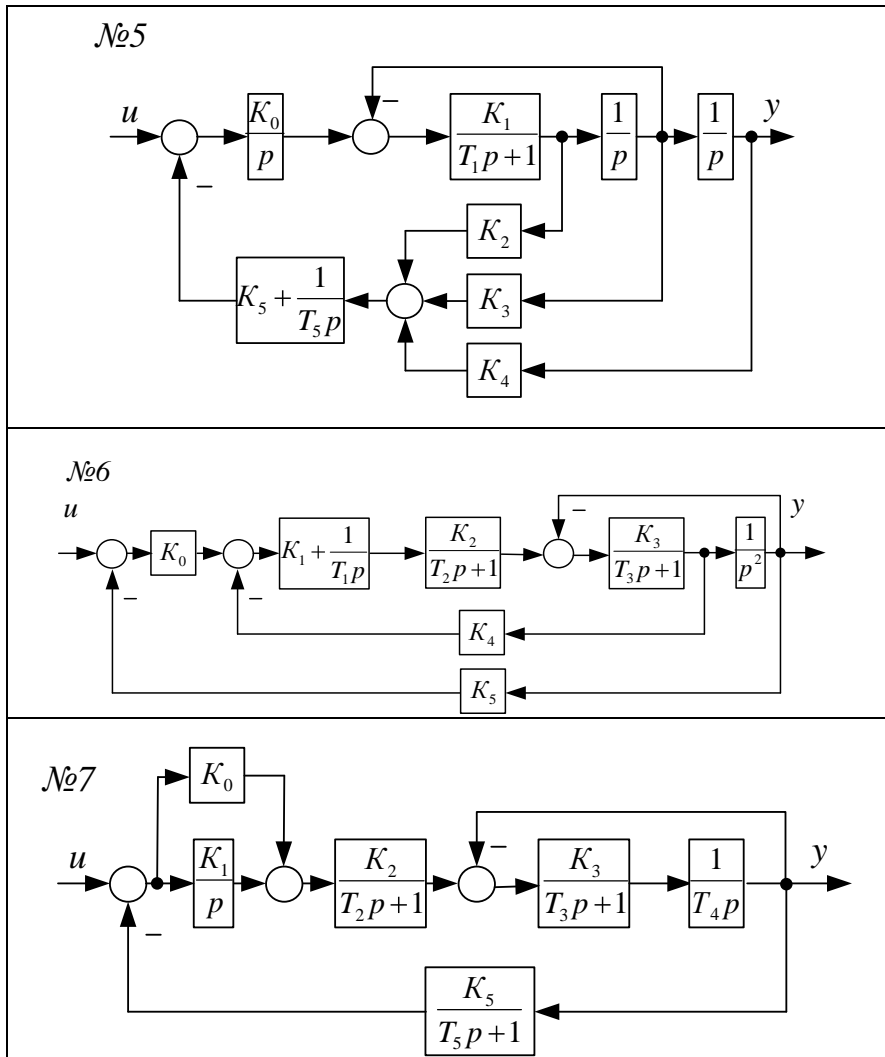 №5
u
K₀/p
−
K₁/(T₁p+1)
1/p
1/p
y
−
K₂
K₅ + 1/(T₅p)
K₃
K₄
№6
u
K₀
K₁ + 1/(T₁p)
K₂/(T₂p+1)
−
K₃/(T₃p+1)
1/p²
y
−
−
K₄
K₅
№7
K₀
u
K₁/p
K₂/(T₂p+1)
−
K₃/(T₃p+1)
1/(T₄p)
y
−
K₅/(T₅p+1)